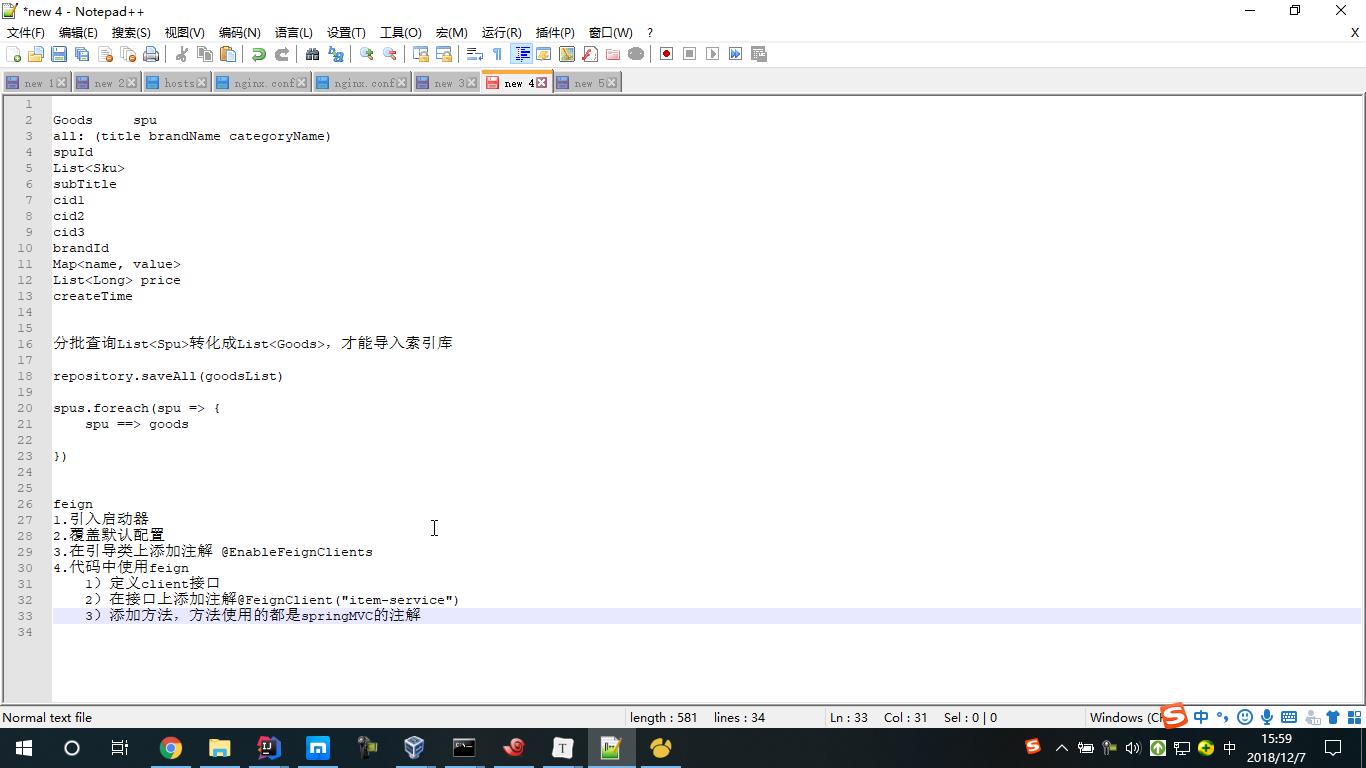 *new 4 - Notepad++
文件(F) 编辑(E) 搜索(S) 视图(V) 编码(N) 语言(L) 设置(T) 工具(O) 宏(M) 运行(R) 插件(P) 窗口(W) ? X
new 1 new 2 hosts nginx.conf nginx.conf new 3 new 4 new 5
1
2 Goods spu
3 all: (title brandName categoryName)
4 spuId
5 List<Sku>
6 subTitle
7 cid1
8 cid2
9 cid3
10 brandId
11 Map<name, value>
12 List<Long> price
13 createTime
14
15
16 分批查询List<Spu>转化成List<Goods>，才能导入索引库
17
18 repository.saveAll(goodsList)
19
20 spus.foreach(spu => {
21 spu ==> goods
22
23 })
24
25
26 feign
27 1.引入启动器
28 2.覆盖默认配置
29 3.在引导类上添加注解 @EnableFeignClients
30 4.代码中使用feign
31 1）定义client接口
32 2）在接口上添加注解@FeignClient("item-service")
33 3）添加方法，方法使用的都是springMVC的注解
34
Normal text file length : 581 lines : 34 Ln : 33 Col : 31 Sel : 0 | 0 Windows (C 中
中 15:59
2018/12/7